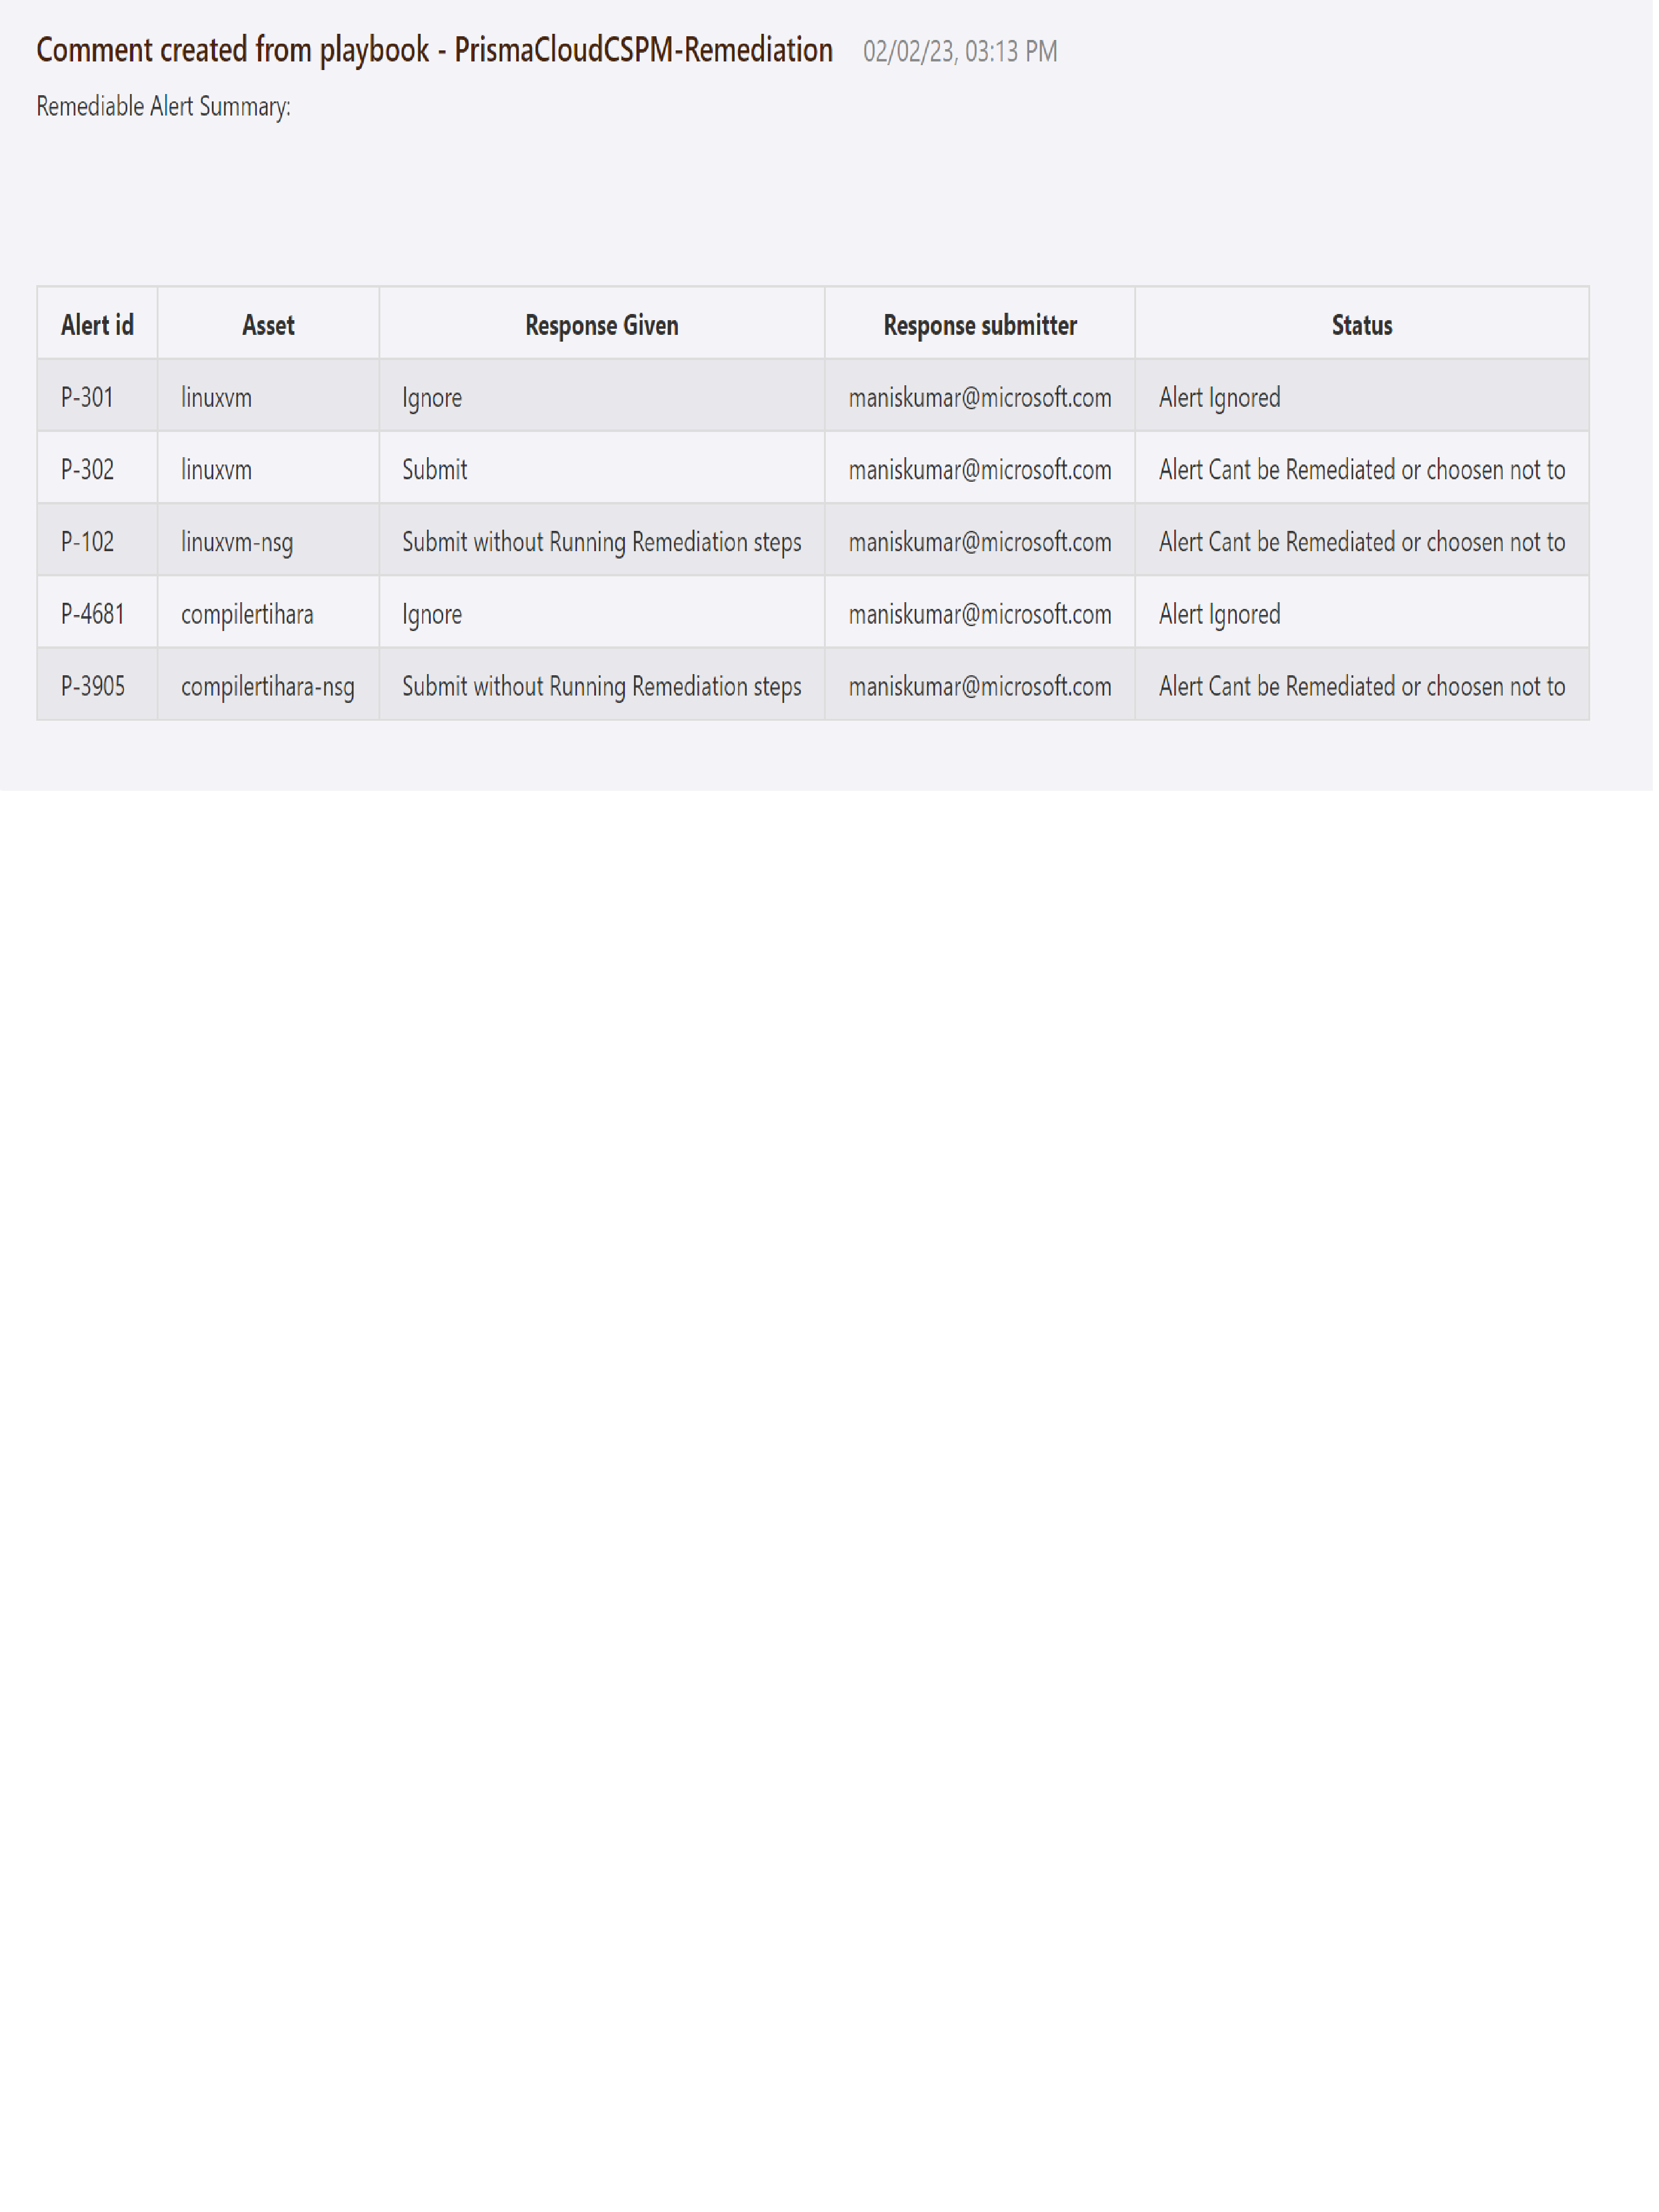 Comment created from playbook - PrismaCloudCSPM-Remediation 02/02/23, 03:13 PM
Remediable Alert Summary:
Alert id Asset Response Given Response submitter Status
P-301 linuxvm Ignore maniskumar@microsoft.com Alert Ignored
P-302 linuxvm Submit maniskumar@microsoft.com Alert Cant be Remediated or choosen not to
P-102 linuxvm-nsg Submit without Running Remediation steps maniskumar@microsoft.com Alert Cant be Remediated or choosen not to
P-4681 compilertihara Ignore maniskumar@microsoft.com Alert Ignored
P-3905 compilertihara-nsg Submit without Running Remediation steps maniskumar@microsoft.com Alert Cant be Remediated or choosen not to